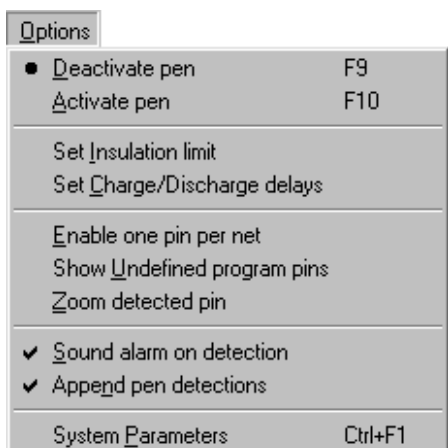 Options
Deactivate pen F9
Activate pen F10
Set Insulation limit
Set Charge/Discharge delays
Enable one pin per net
Show Undefined program pins
Zoom detected pin
Sound alarm on detection
Append pen detections
System Parameters Ctrl+F1